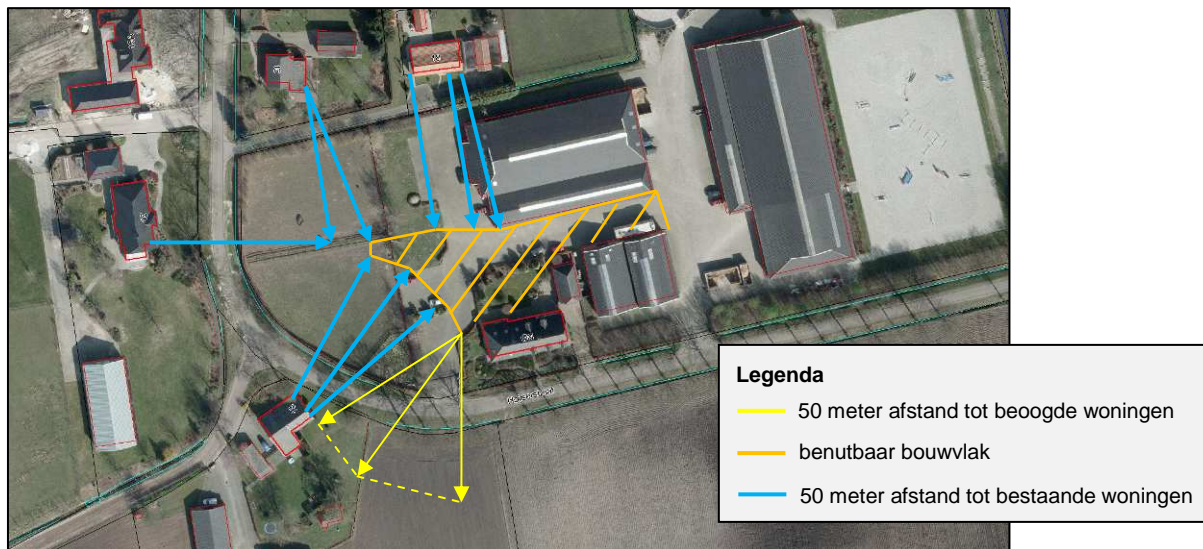 Legenda
50 meter afstand tot beoogde woningen
benutbaar bouwvlak
50 meter afstand tot bestaande woningen